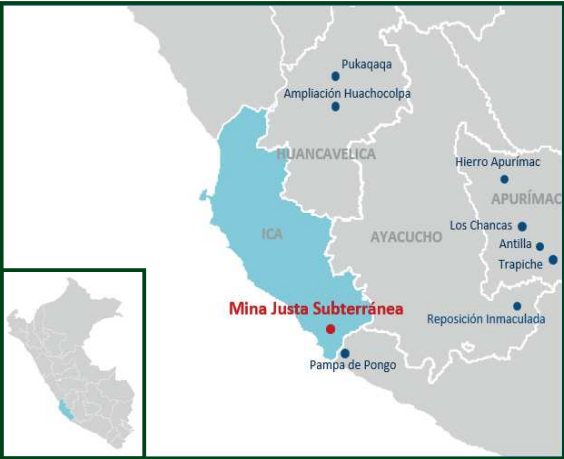 Pukaqaqa
Ampliación Huachocolpa
HUANCAVELICA
Hierro Apurímac
APURÍMAC
Los Chancas
ICA
AYACUCHO
Antilla
Trapiche
Mina Justa Subterránea
Reposición Inmaculada
Pampa de Pongo